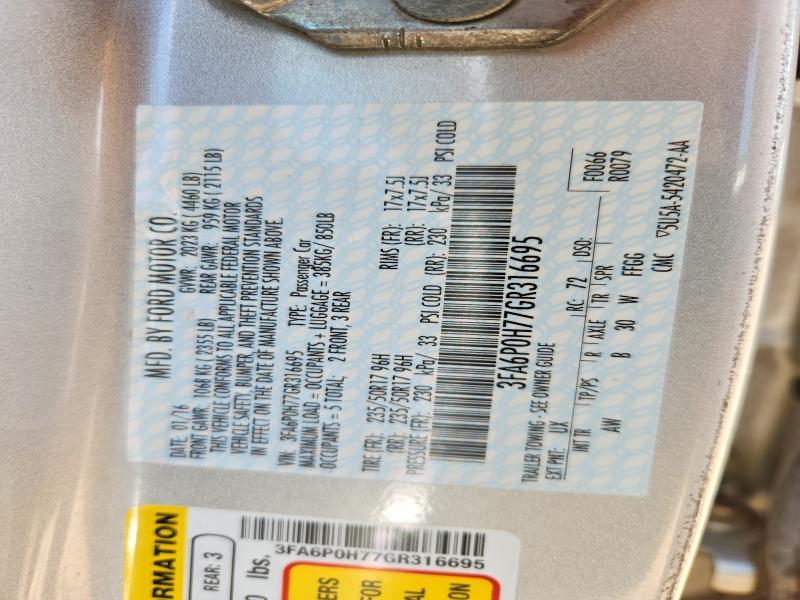 MFD. BY FORD MOTOR CO.
DATE: 07/16 GVWR: 2023 KG ( 4460 LB)
FRONT GAWR: 1068 KG ( 2355 LB) REAR GAWR: 959 KG ( 2115 LB)
THIS VEHICLE CONFORMS TO ALL APPLICABLE FEDERAL MOTOR
VEHICLE SAFETY, BUMPER, AND THEFT PREVENTION STANDARDS
IN EFFECT ON THE DATE OF MANUFACTURE SHOWN ABOVE.
VIN: 3FA6P0H77GR316695 TYPE: Passenger Car
MAXIMUM LOAD = OCCUPANTS + LUGGAGE = 385KG/ 850LB
OCCUPANTS = 5 TOTAL; 2 FRONT, 3 REAR
TIRE (FR): 235/50R17 96H RIMS (FR): 17x7.5J
(RR): 235/50R17 96H (RR): 17x7.5J
PRESSURE (FR): 230 kPa/ 33 PSI COLD (RR): 230 kPa/ 33 PSI COLD
3FA6P0H77GR316695
TRAILER TOWING - SEE OWNER GUIDE
EXT PNT: UX RC: 72 DSO: F0066
R0079
INT TR TP/PS R AXLE TR SPR
AW B 30 W FFGG
CMC ▽5U5A-5420472-AA
RMATION
REAR: 3
lbs.
3FA6P0H77GR316695
ERS
FOR
AL
ION